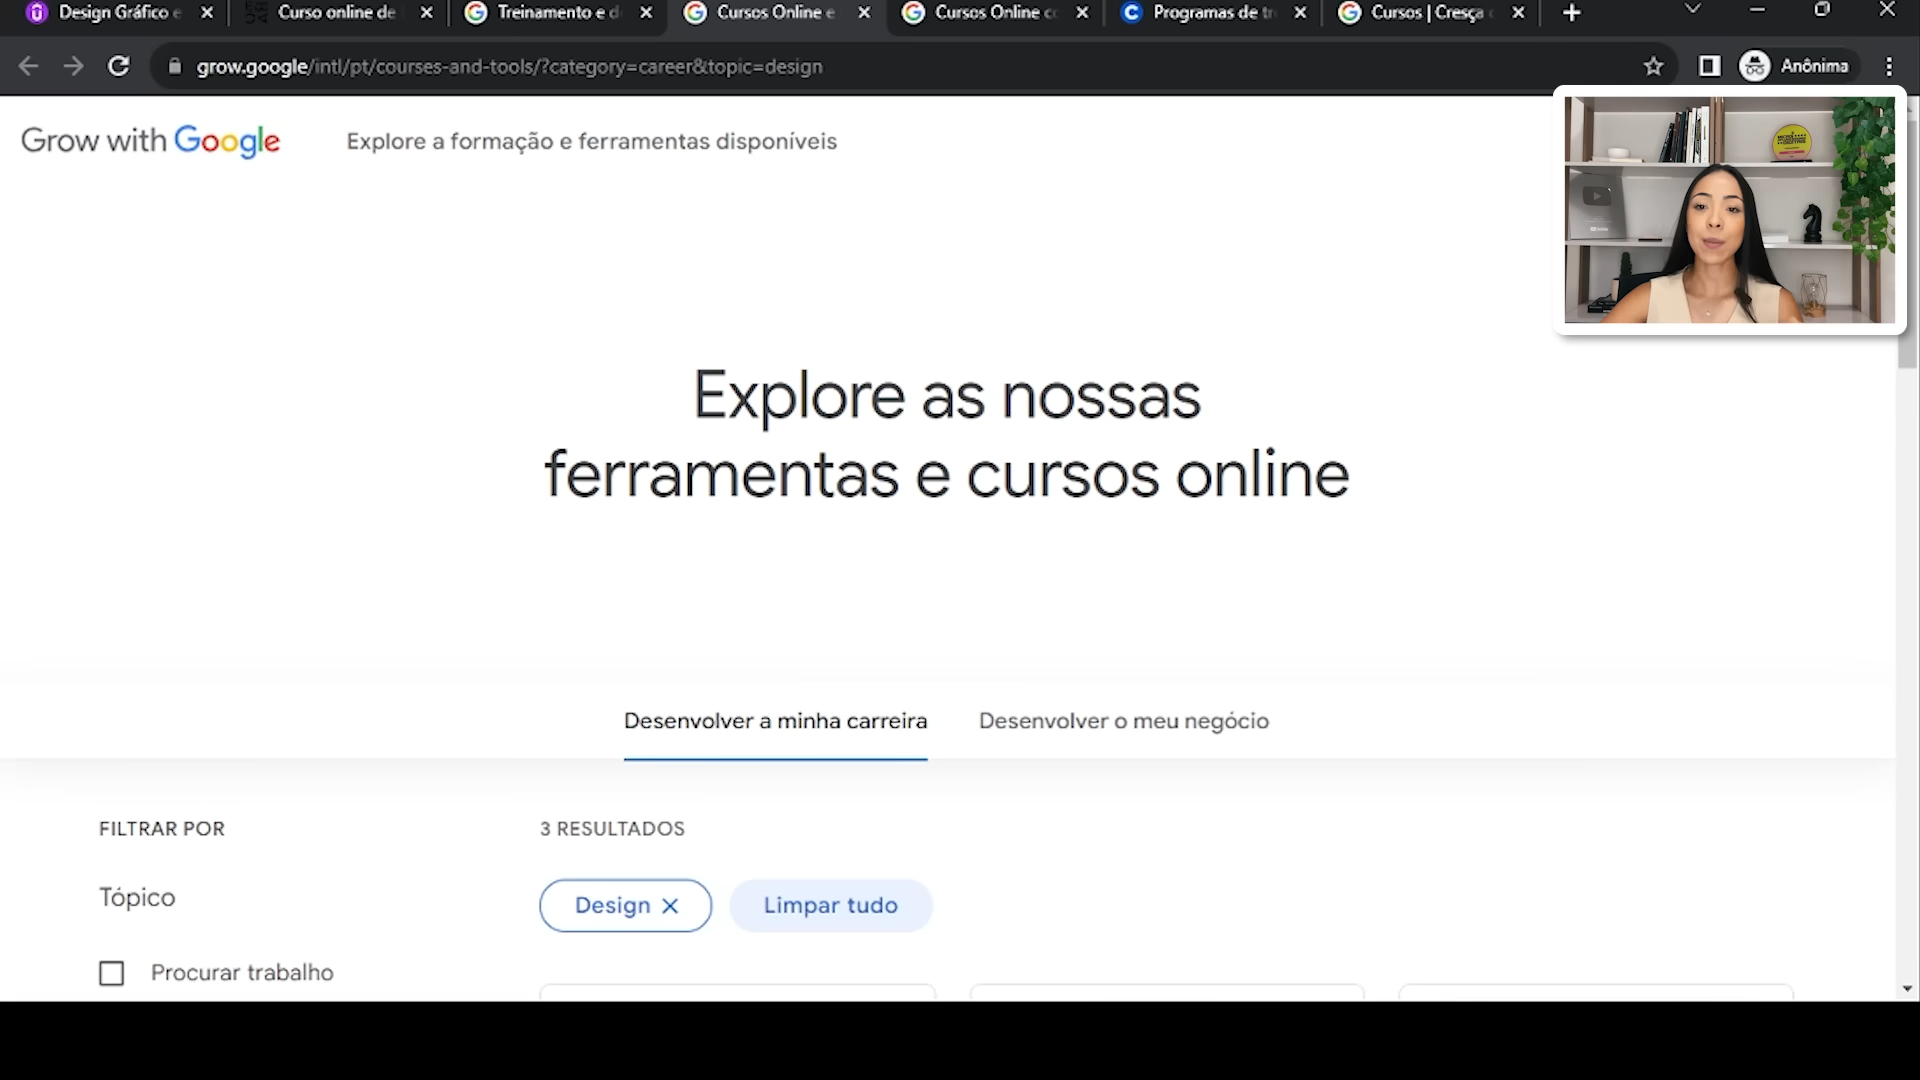 Design Gráfico e
Curso online de
Treinamento e d
Cursos Online e
Cursos Online co
Programas de tr
Cursos | Cresça
grow.google/intl/pt/courses-and-tools/?category=career&topic=design
Anônima
Grow with Google
Explore a formação e ferramentas disponíveis
Explore as nossas
ferramentas e cursos online
Desenvolver a minha carreira
Desenvolver o meu negócio
FILTRAR POR
3 RESULTADOS
Tópico
Design
Limpar tudo
Procurar trabalho